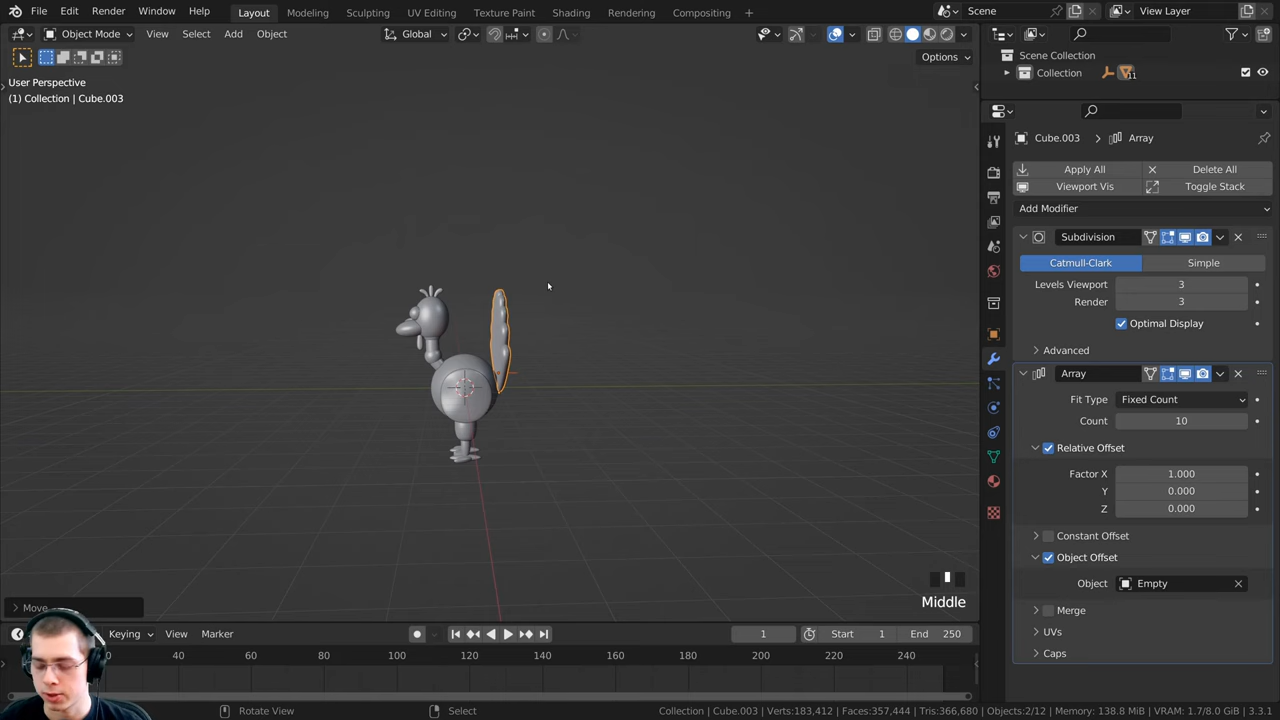 File Edit Render Window Help
Layout Modeling Sculpting UV Editing Texture Paint Shading Rendering Compositing
Scene View Layer
Object Mode View Select Add Object Global
Options
User Perspective
(1) Collection | Cube.003
Scene Collection
Collection 11
Cube.003 > Array
Apply All Delete All
Viewport Vis Toggle Stack
Add Modifier
Subdivision
Catmull-Clark Simple
Levels Viewport 3
Render 3
Optimal Display
Advanced
Array
Fit Type Fixed Count
Count 10
Relative Offset
Factor X 1.000
Y 0.000
Z 0.000
Constant Offset
Object Offset
Object Empty
Merge
UVs
Caps
Middle
Move
Keying View Marker 1 Start 1 End 250
20 40 60 80 100 120 140 160 180 200 220 240
Rotate View Select Collection | Cube.003 | Verts:183,412 | Faces:357,444 | Tris:366,680 | Objects:2/12 | Memory: 138.8 MiB | VRAM: 1.7/8.0 GiB | 3.3.1